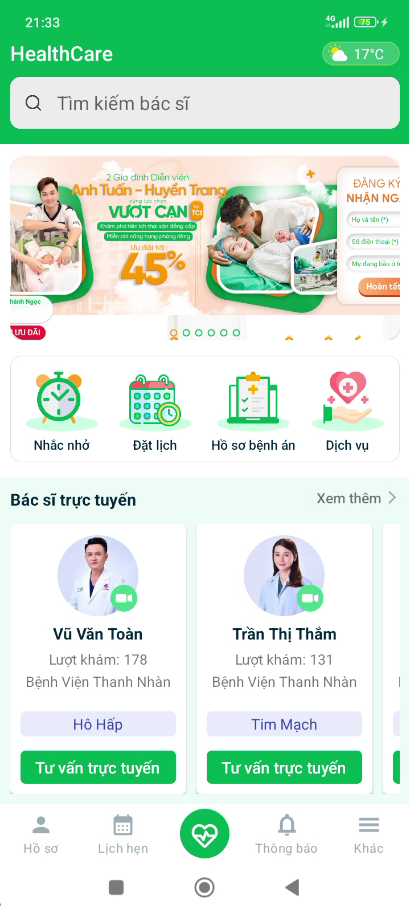 21:33
4G
75
HealthCare
17°C
Tìm kiếm bác sĩ
2 Gia đình Diễn viên
Anh Tuấn - Huyền Trang
cùng lựa chọn
VƯỢT CẠN
TCI
Khám phá tiện ích thai sản đẳng cấp
Miễn phí nâng hạng phòng riêng
Ưu đãi tới
45%
ĐĂNG KÝ
NHẬN NG
Họ và tên (*)
Số điện thoại (*)
Mẹ đang bầu ở t
Hoàn tất
hánh Ngọc
ƯU ĐÃI
Nhắc nhở
Đặt lịch
Hồ sơ bệnh án
Dịch vụ
Bác sĩ trực tuyến
Xem thêm
Vũ Văn Toàn
Lượt khám: 178
Bệnh Viện Thanh Nhàn
Hô Hấp
Tư vấn trực tuyến
Trần Thị Thắm
Lượt khám: 131
Bệnh Viện Thanh Nhàn
Tim Mạch
Tư vấn trực tuyến
Hồ sơ
Lịch hẹn
Thông báo
Khác